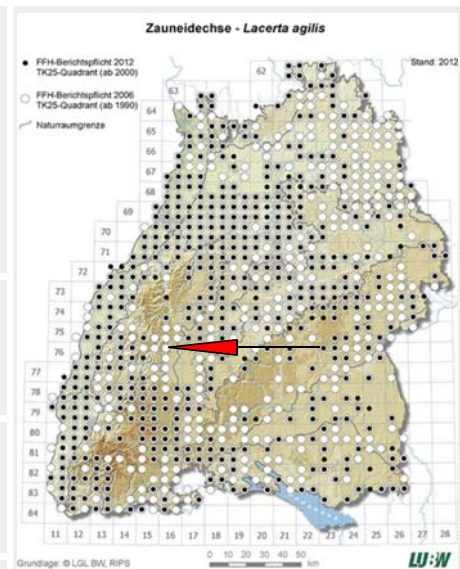 Zauneidechse - Lacerta agilis
FFH-Berichtspflicht 2012
TK25-Quadrant (ab 2000)
Stand: 2012
FFH-Berichtspflicht 2006
TK25-Quadrant (ab 1990)
Naturraumgrenze
62
63
64
65
66
67
68
69
70
71
72
73
74
75
76
77
78
79
80
81
82
83
84
11 12 13 14 15 16 17 18 19 20 21 22 23 24 25 26 27 28
0 10 20 30 40 50
km
Grundlage: © LGL BW, RIPS
LUBW